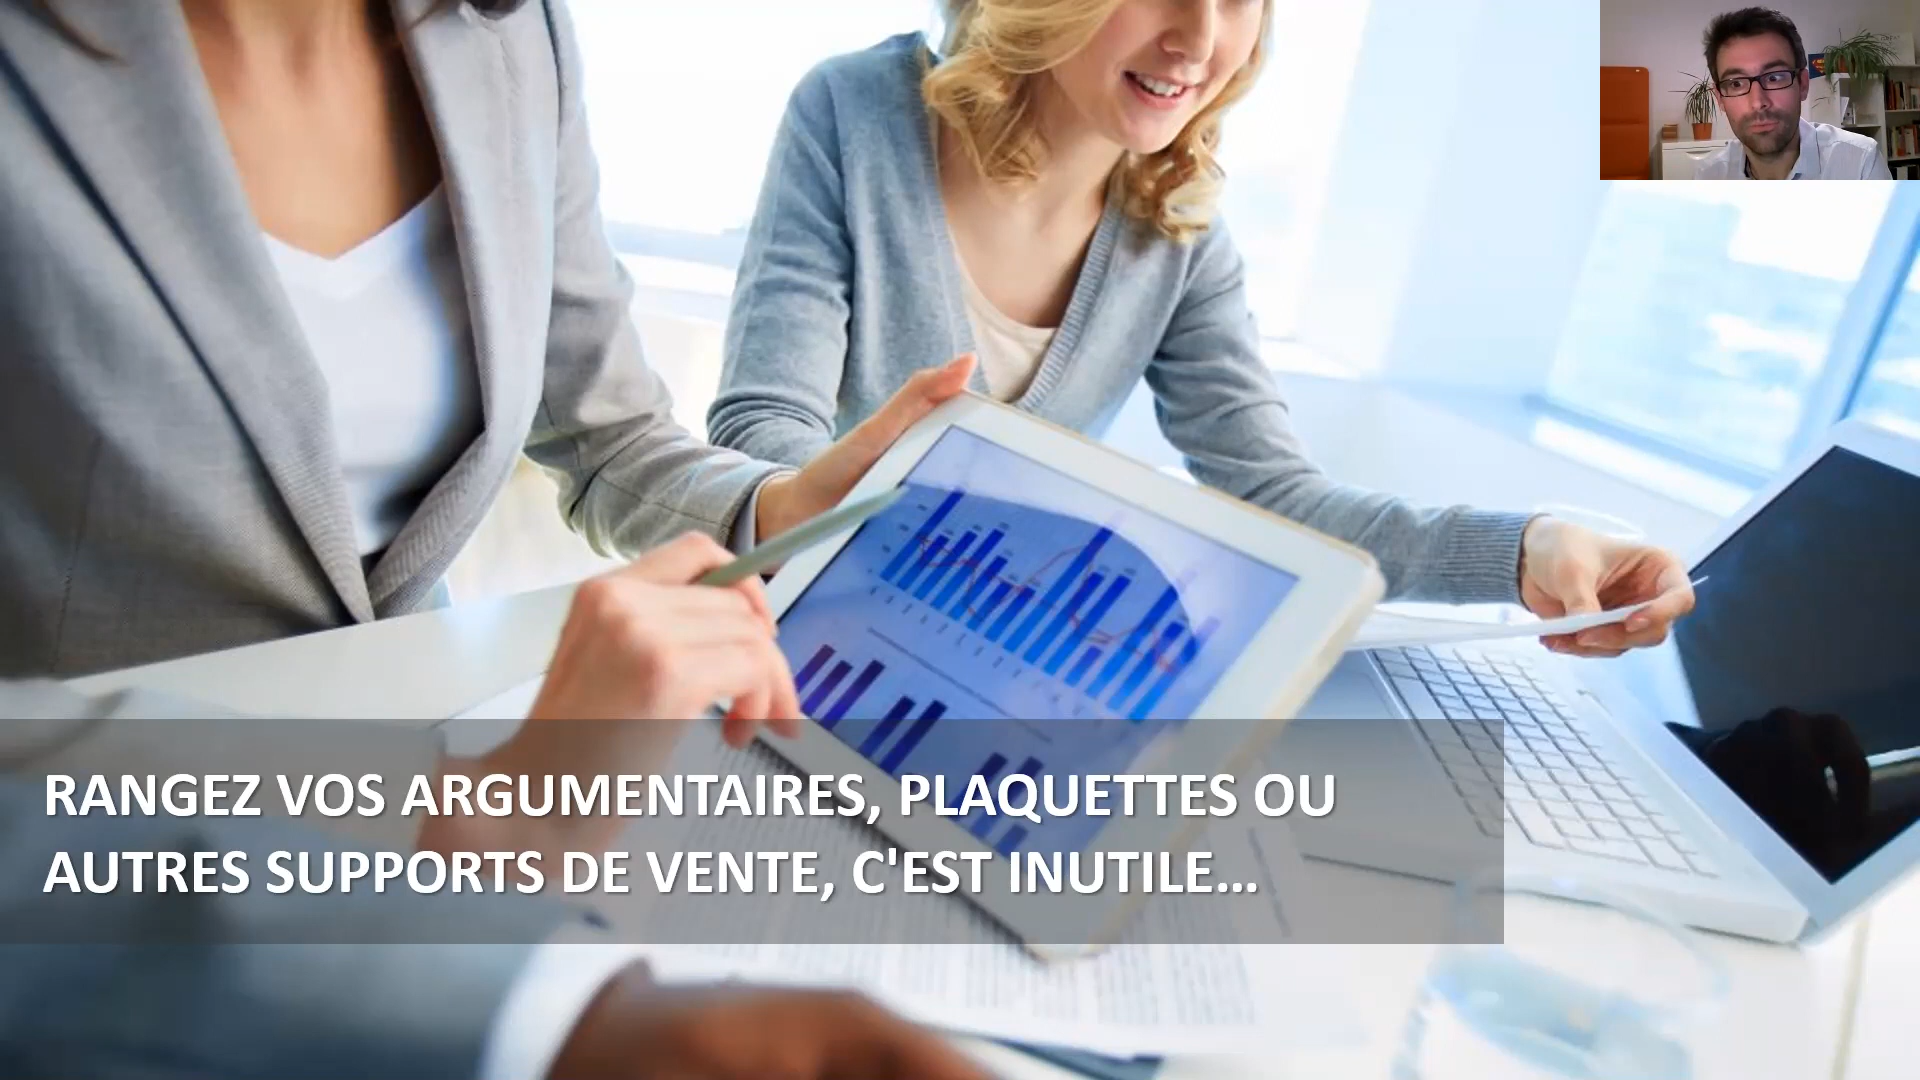 RANGEZ VOS ARGUMENTAIRES, PLAQUETTES OU
AUTRES SUPPORTS DE VENTE, C'EST INUTILE...